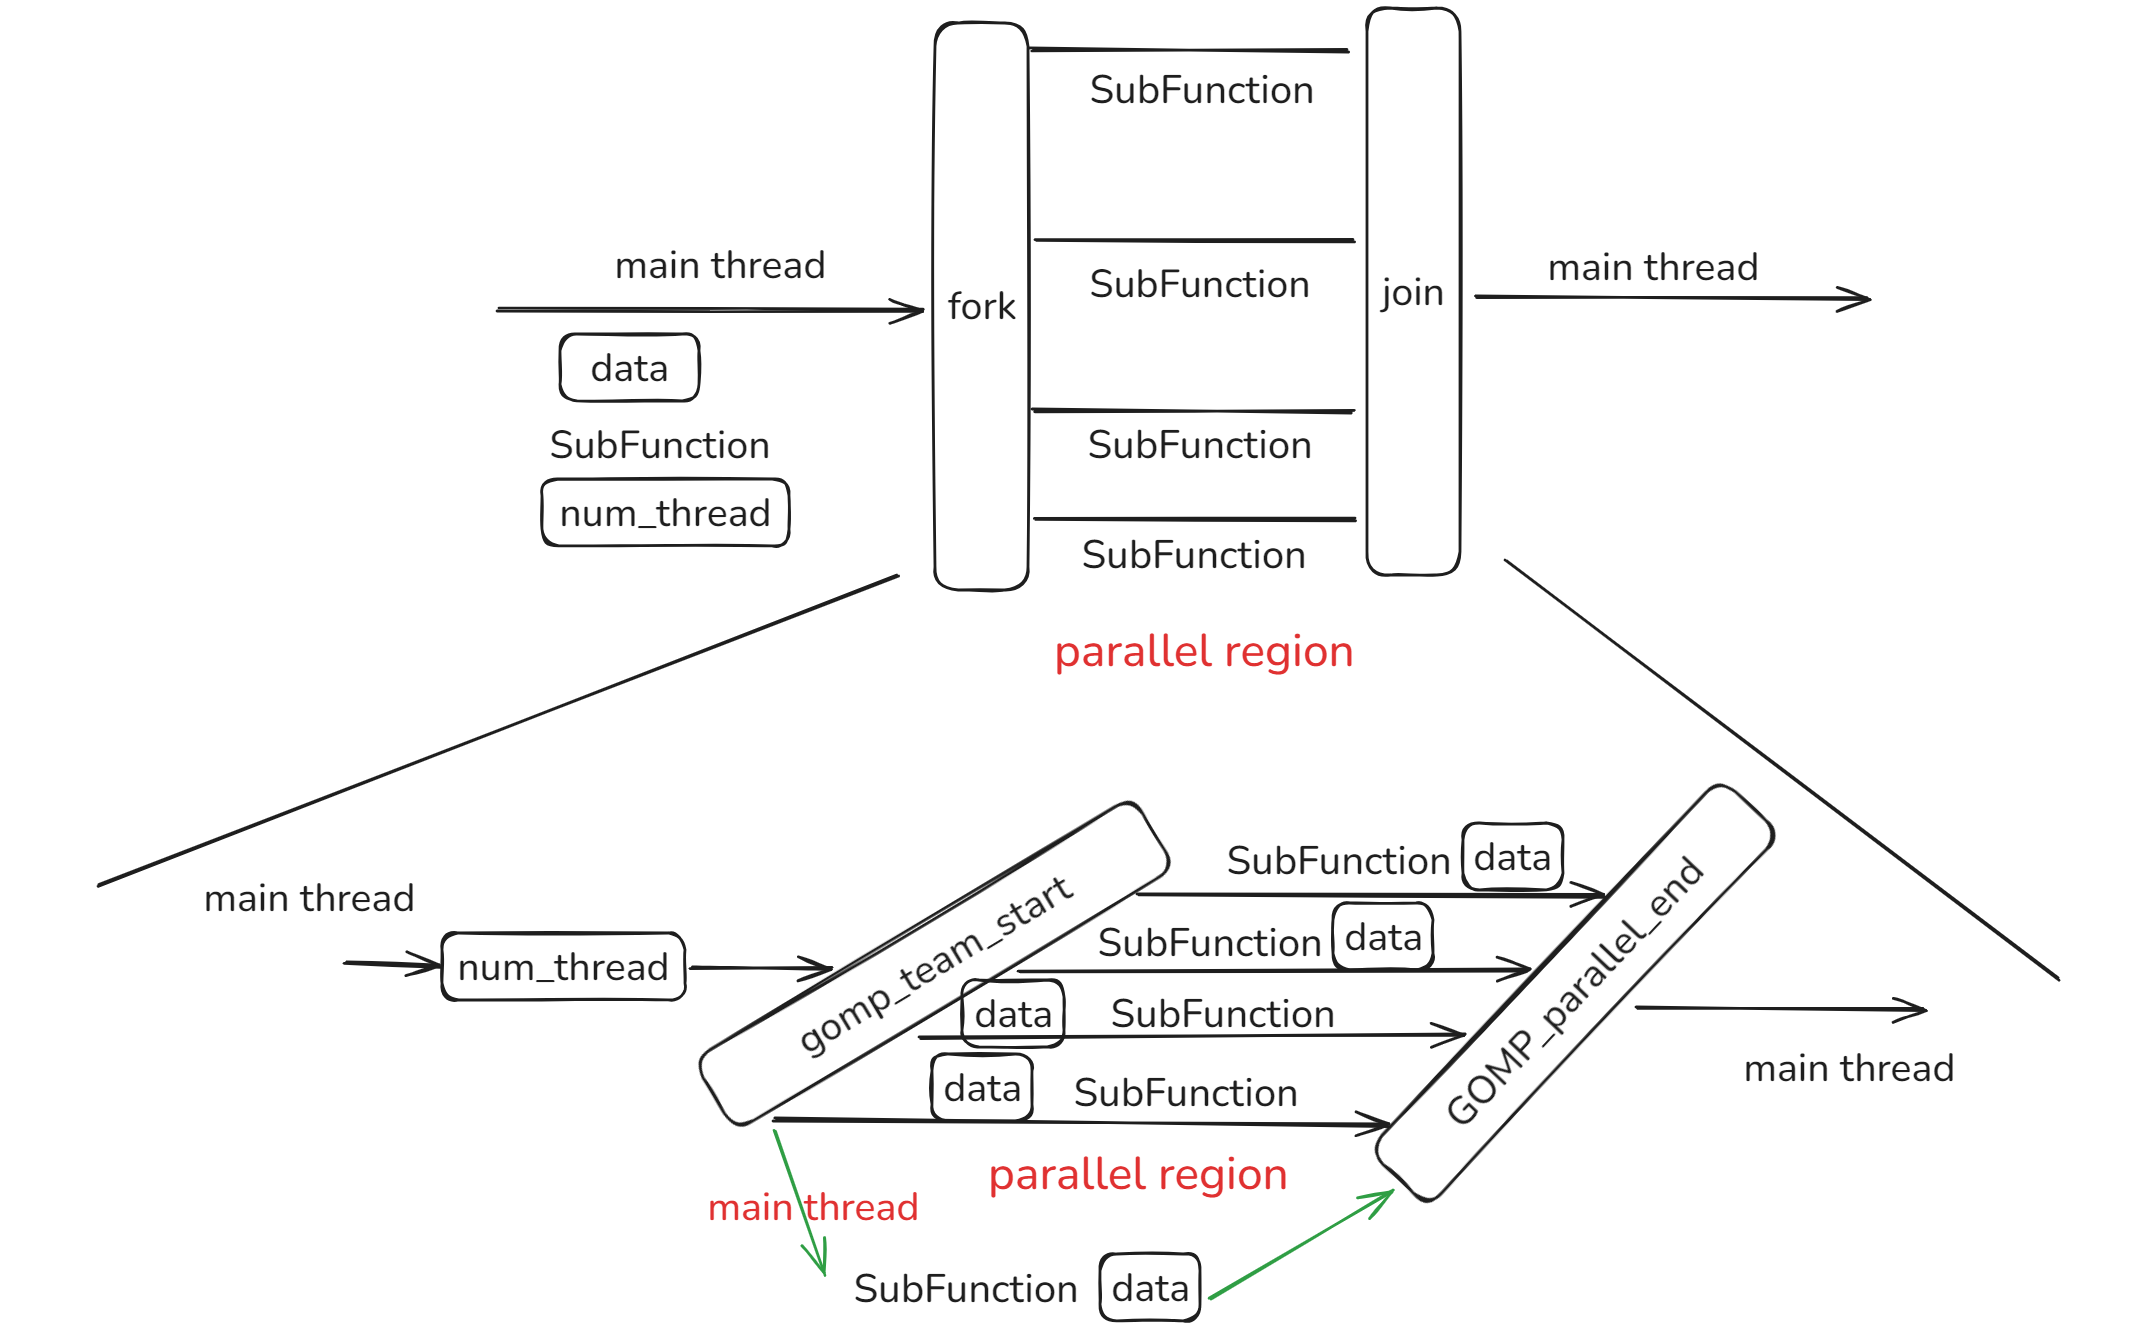 SubFunction
main thread
fork
SubFunction
join
main thread
data
SubFunction
SubFunction
num_thread
SubFunction
parallel region
main thread
num_thread
gomp_team_start
SubFunction data
SubFunction data
data SubFunction
data SubFunction
GOMP_parallel_end
main thread
parallel region
main thread
SubFunction data